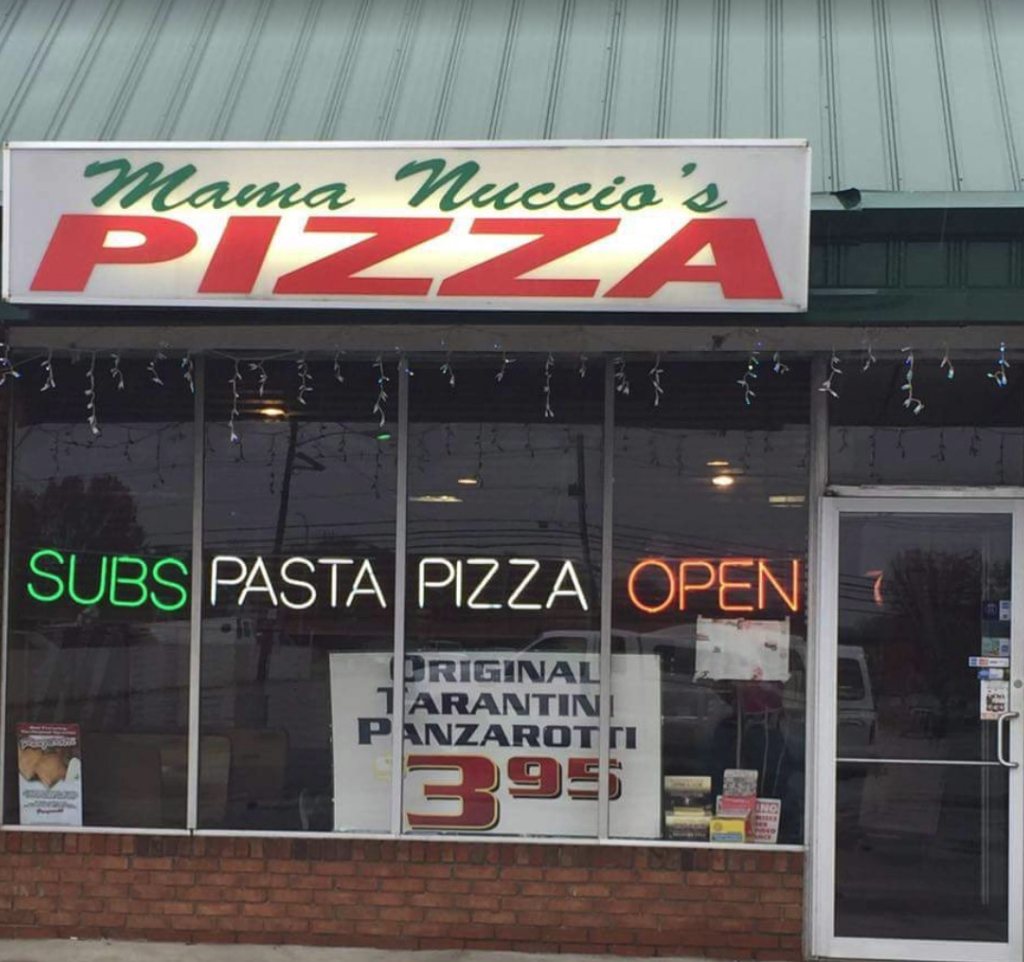 Mama Nuccio's
PIZZA
SUBS PASTA PIZZA OPEN
ORIGINAL
TARANTINI
PANZAROTTI
3 95